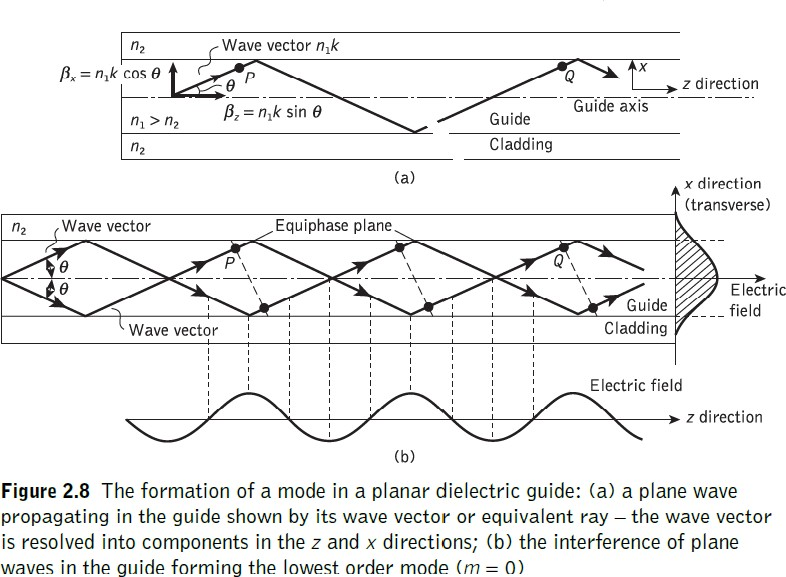 n₂
Wave vector n₁k
βₓ = n₁k cos θ
P
θ
Q
x
z direction
β_z = n₁k sin θ
Guide axis
n₁ > n₂
Guide
n₂
Cladding
(a)
x direction
(transverse)
n₂
Wave vector
Equiphase plane
P
Q
θ
θ
Electric
field
Guide
Wave vector
Cladding
Electric field
z direction
(b)
Figure 2.8 The formation of a mode in a planar dielectric guide: (a) a plane wave
propagating in the guide shown by its wave vector or equivalent ray – the wave vector
is resolved into components in the z and x directions; (b) the interference of plane
waves in the guide forming the lowest order mode (m = 0)